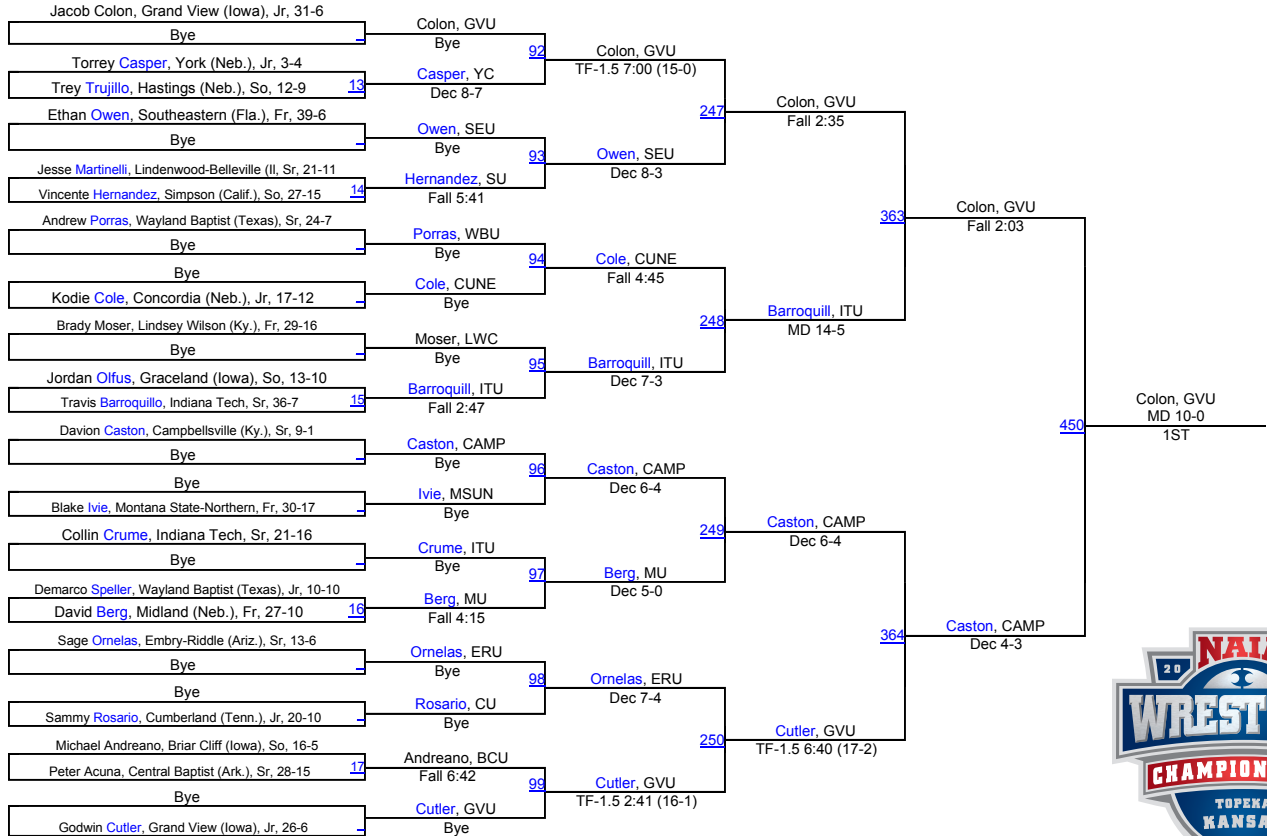 Jacob Colon, Grand View (Iowa), Jr, 31-6
Bye
Torrey Casper, York (Neb.), Jr, 3-4
Trey Trujillo, Hastings (Neb.), So, 12-9
13
Ethan Owen, Southeastern (Fla.), Fr, 39-6
Bye
Jesse Martinelli, Lindenwood-Belleville (Il, Sr, 21-11
Vincente Hernandez, Simpson (Calif.), So, 27-15
14
Andrew Porras, Wayland Baptist (Texas), Sr, 24-7
Bye
Bye
Kodie Cole, Concordia (Neb.), Jr, 17-12
Brady Moser, Lindsey Wilson (Ky.), Fr, 29-16
Bye
Jordan Olfus, Graceland (Iowa), So, 13-10
Travis Barroquillo, Indiana Tech, Sr, 36-7
15
Davion Caston, Campbellsville (Ky.), Sr, 9-1
Bye
Bye
Blake Ivie, Montana State-Northern, Fr, 30-17
Collin Crume, Indiana Tech, Sr, 21-16
Bye
Demarco Speller, Wayland Baptist (Texas), Jr, 10-10
David Berg, Midland (Neb.), Fr, 27-10
16
Sage Ornelas, Embry-Riddle (Ariz.), Sr, 13-6
Bye
Bye
Sammy Rosario, Cumberland (Tenn.), Jr, 20-10
Michael Andreano, Briar Cliff (Iowa), So, 16-5
Peter Acuna, Central Baptist (Ark.), Sr, 28-15
17
Bye
Godwin Cutler, Grand View (Iowa), Jr, 26-6
Colon, GVU
Bye
92
Casper, YC
Dec 8-7
Owen, SEU
Bye
93
Hernandez, SU
Fall 5:41
Porras, WBU
Bye
94
Cole, CUNE
Bye
Moser, LWC
Bye
95
Barroquill, ITU
Fall 2:47
Caston, CAMP
Bye
96
Ivie, MSUN
Bye
Crume, ITU
Bye
97
Berg, MU
Fall 4:15
Ornelas, ERU
Bye
98
Rosario, CU
Bye
Andreano, BCU
Fall 6:42
99
Cutler, GVU
Bye
Colon, GVU
TF-1.5 7:00 (15-0)
247
Owen, SEU
Dec 8-3
Cole, CUNE
Fall 4:45
248
Barroquill, ITU
Dec 7-3
Caston, CAMP
Dec 6-4
249
Berg, MU
Dec 5-0
Ornelas, ERU
Dec 7-4
250
Cutler, GVU
TF-1.5 2:41 (16-1)
Colon, GVU
Fall 2:35
363
Barroquill, ITU
MD 14-5
Caston, CAMP
Dec 6-4
364
Cutler, GVU
TF-1.5 6:40 (17-2)
Colon, GVU
Fall 2:03
450
Caston, CAMP
Dec 4-3
Colon, GVU
MD 10-0
1ST
20 NAI
WREST
CHAMPION
TOPEKA
KANSA